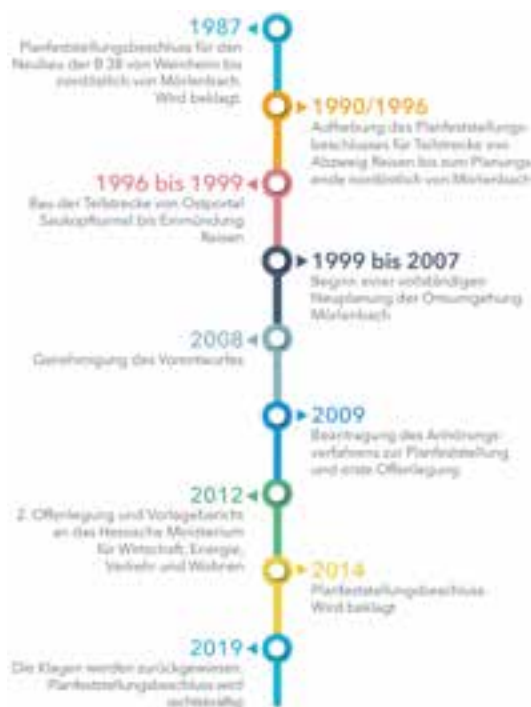 1987
Planfeststellungsbeschluss für den
Neubau der B 38 von Weinheim bis
nordöstlich von Mörlenbach.
Wird beklagt.
1990/1996
Aufhebung des Planfeststellungs-
beschlusses für Teilstrecke von
Abzweig Reisen bis zum Planungs-
ende nordöstlich von Mörlenbach
1996 bis 1999
Bau der Teilstrecke von Ostportal
Saukopftunnel bis Einmündung
Reisen
1999 bis 2007
Beginn einer vollständigen
Neuplanung der Ortsumgehung
Mörlenbach
2008
Genehmigung des Vorentwurfes
2009
Beantragung des Anhörungs-
verfahrens zur Planfeststellung
und erste Offenlegung
2012
2. Offenlegung und Vorlagebericht
an das Hessische Ministerium
für Wirtschaft, Energie,
Verkehr und Wohnen
2014
Planfeststellungsbeschluss
Wird beklagt
2019
Die Klagen werden zurückgewiesen.
Planfeststellungsbeschluss wird
rechtskräftig